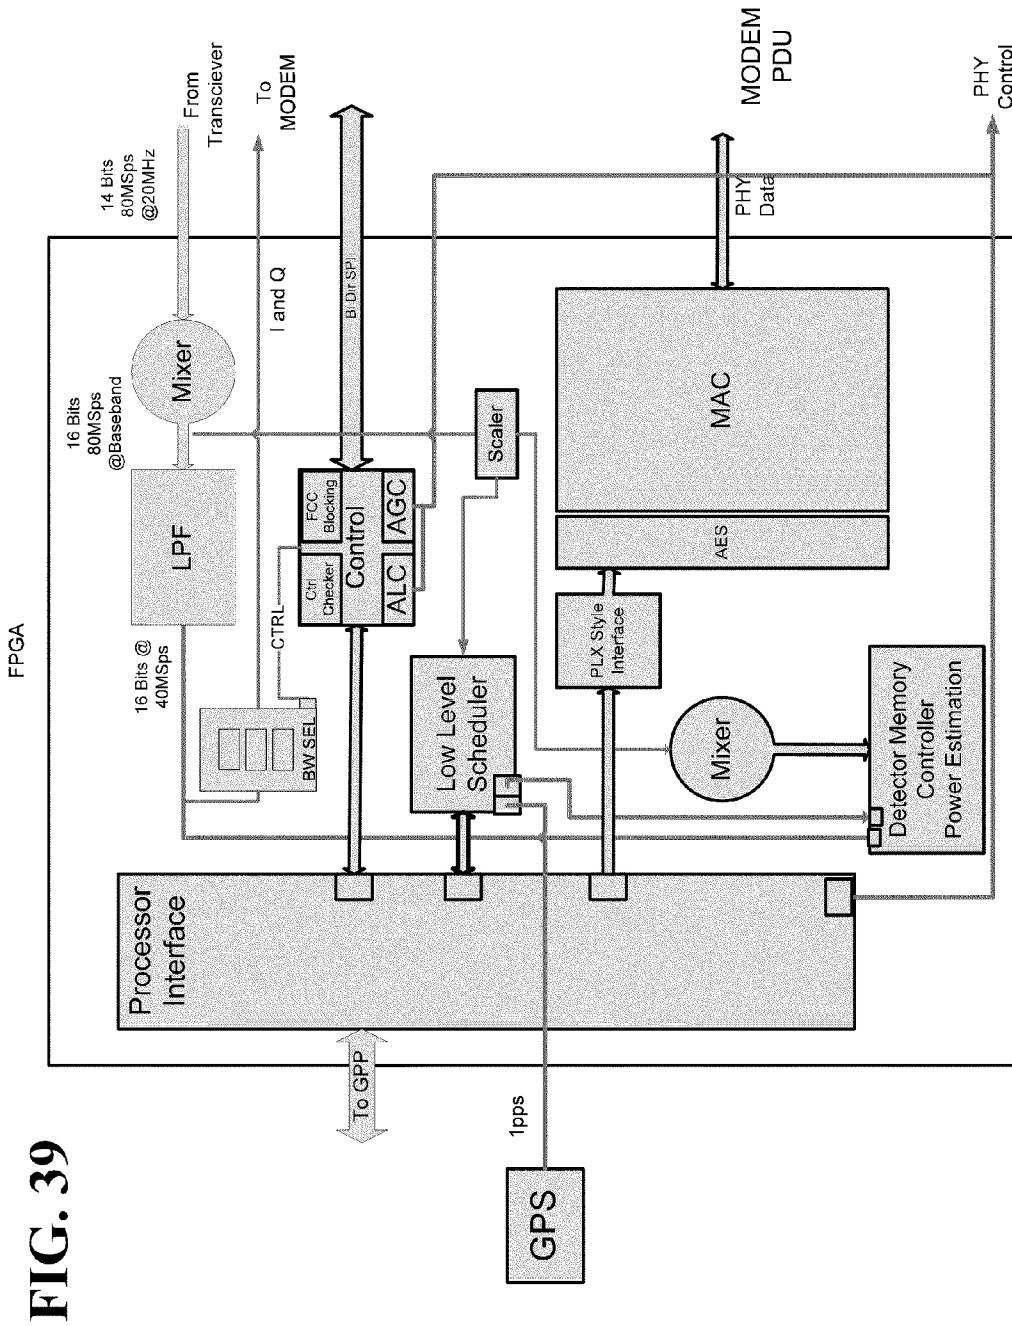 FIG. 39
FPGA
14 Bits
80MSps
@20MHz
From
Transciever
To
MODEM
Mixer
16 Bits
80MSps
@Baseband
LPF
16 Bits @
40MSps
I and Q
BW SEL
CTRL
Bi Dir SPI
FCC
Blocking
Ctrl
Checker
Control
ALC
AGC
Scaler
Low Level
Scheduler
Processor
Interface
To GPP
GPS
1pps
PLX Style
Interface
AES
MAC
PHY
Data
MODEM
PDU
Mixer
Detector Memory
Controller
Power Estimation
PHY
Control